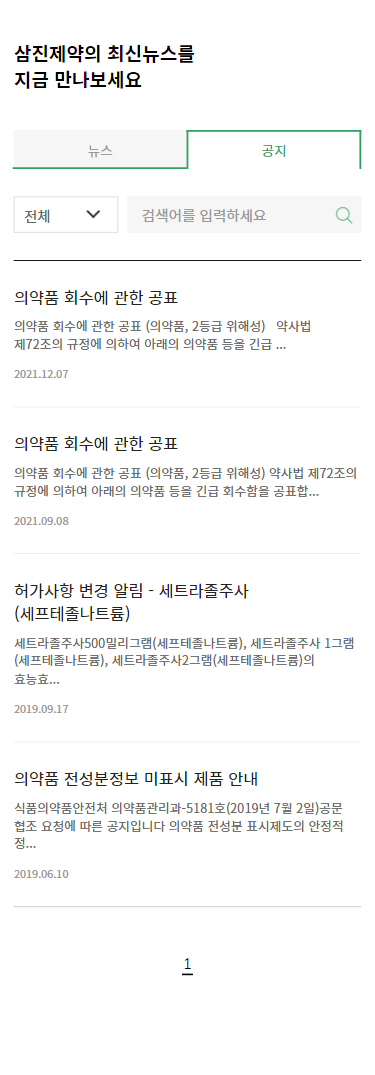 삼진제약의 최신뉴스를
지금 만나보세요
뉴스
공지
전체
검색어를 입력하세요
의약품 회수에 관한 공표
의약품 회수에 관한 공표 (의약품, 2등급 위해성)   약사법
제72조의 규정에 의하여 아래의 의약품 등을 긴급 ...
2021.12.07
의약품 회수에 관한 공표
의약품 회수에 관한 공표 (의약품, 2등급 위해성) 약사법 제72조의
규정에 의하여 아래의 의약품 등을 긴급 회수함을 공표합...
2021.09.08
허가사항 변경 알림 - 세트라졸주사
(세프테졸나트륨)
세트라졸주사500밀리그램(세프테졸나트륨), 세트라졸주사 1그램
(세프테졸나트륨), 세트라졸주사2그램(세프테졸나트륨)의
효능효...
2019.09.17
의약품 전성분정보 미표시 제품 안내
식품의약품안전처 의약품관리과-5181호(2019년 7월 2일)공문
협조 요청에 따른 공지입니다 의약품 전성분 표시제도의 안정적
정...
2019.06.10
1